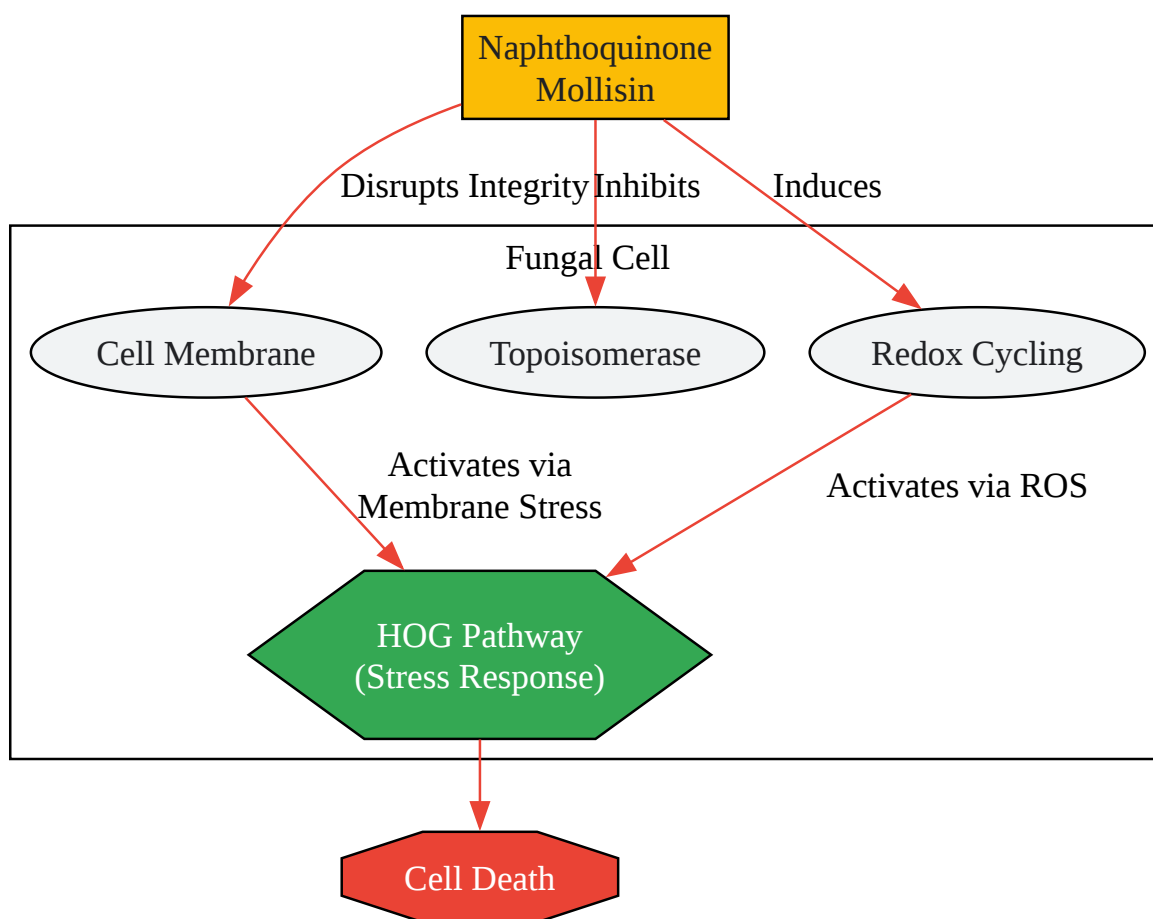 Naphthoquinone
Mollisin
Disrupts Integrity
Inhibits
Induces
Fungal Cell
Cell Membrane
Topoisomerase
Redox Cycling
Activates via
Membrane Stress
Activates via ROS
HOG Pathway
(Stress Response)
Cell Death